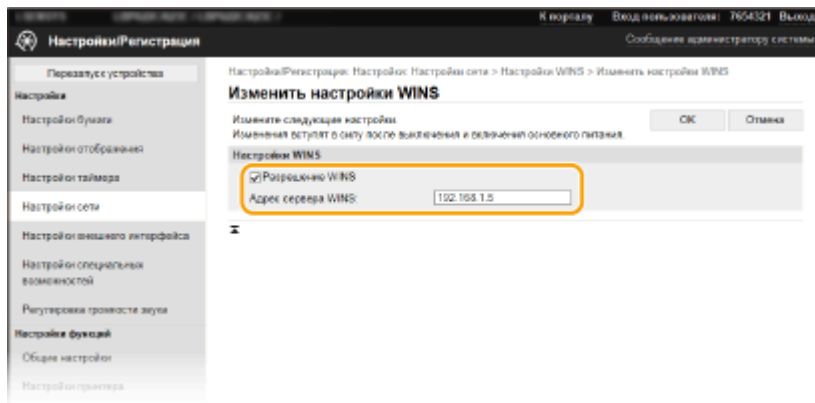 К порталу Вход пользователя: 7654321 Выход
Настройки/Регистрация
Сообщение администратору системы
Перезапуск устройства
Настройки
Настройки бумаги
Настройки отображения
Настройки таймера
Настройки сети
Настройки внешнего интерфейса
Настройки специальных
возможностей
Регулировка громкости звука
Настройки функций
Общие настройки
Настройки принтера
Настройки/Регистрация: Настройки: Настройки сети > Настройки WINS > Изменить настройки WINS
Изменить настройки WINS
Измените следующие настройки.
Изменения вступят в силу после выключения и включения основного питания.
OK Отмена
Настройки WINS
Разрешение WINS
Адрес сервера WINS: 192.168.1.5